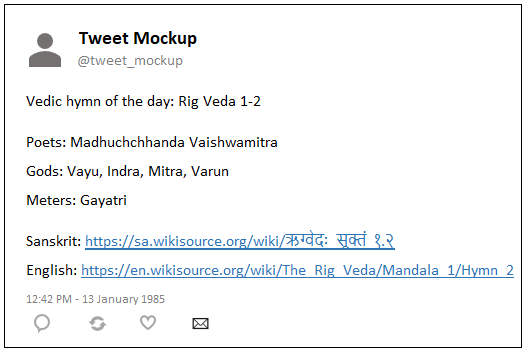 Tweet Mockup
@tweet_mockup
Vedic hymn of the day: Rig Veda 1-2
Poets: Madhuchchhanda Vaishwamitra
Gods: Vayu, Indra, Mitra, Varun
Meters: Gayatri
Sanskrit: https://sa.wikisource.org/wiki/ऋग्वेदः_सूक्तं_१.२
English: https://en.wikisource.org/wiki/The_Rig_Veda/Mandala_1/Hymn_2
12:42 PM - 13 January 1985